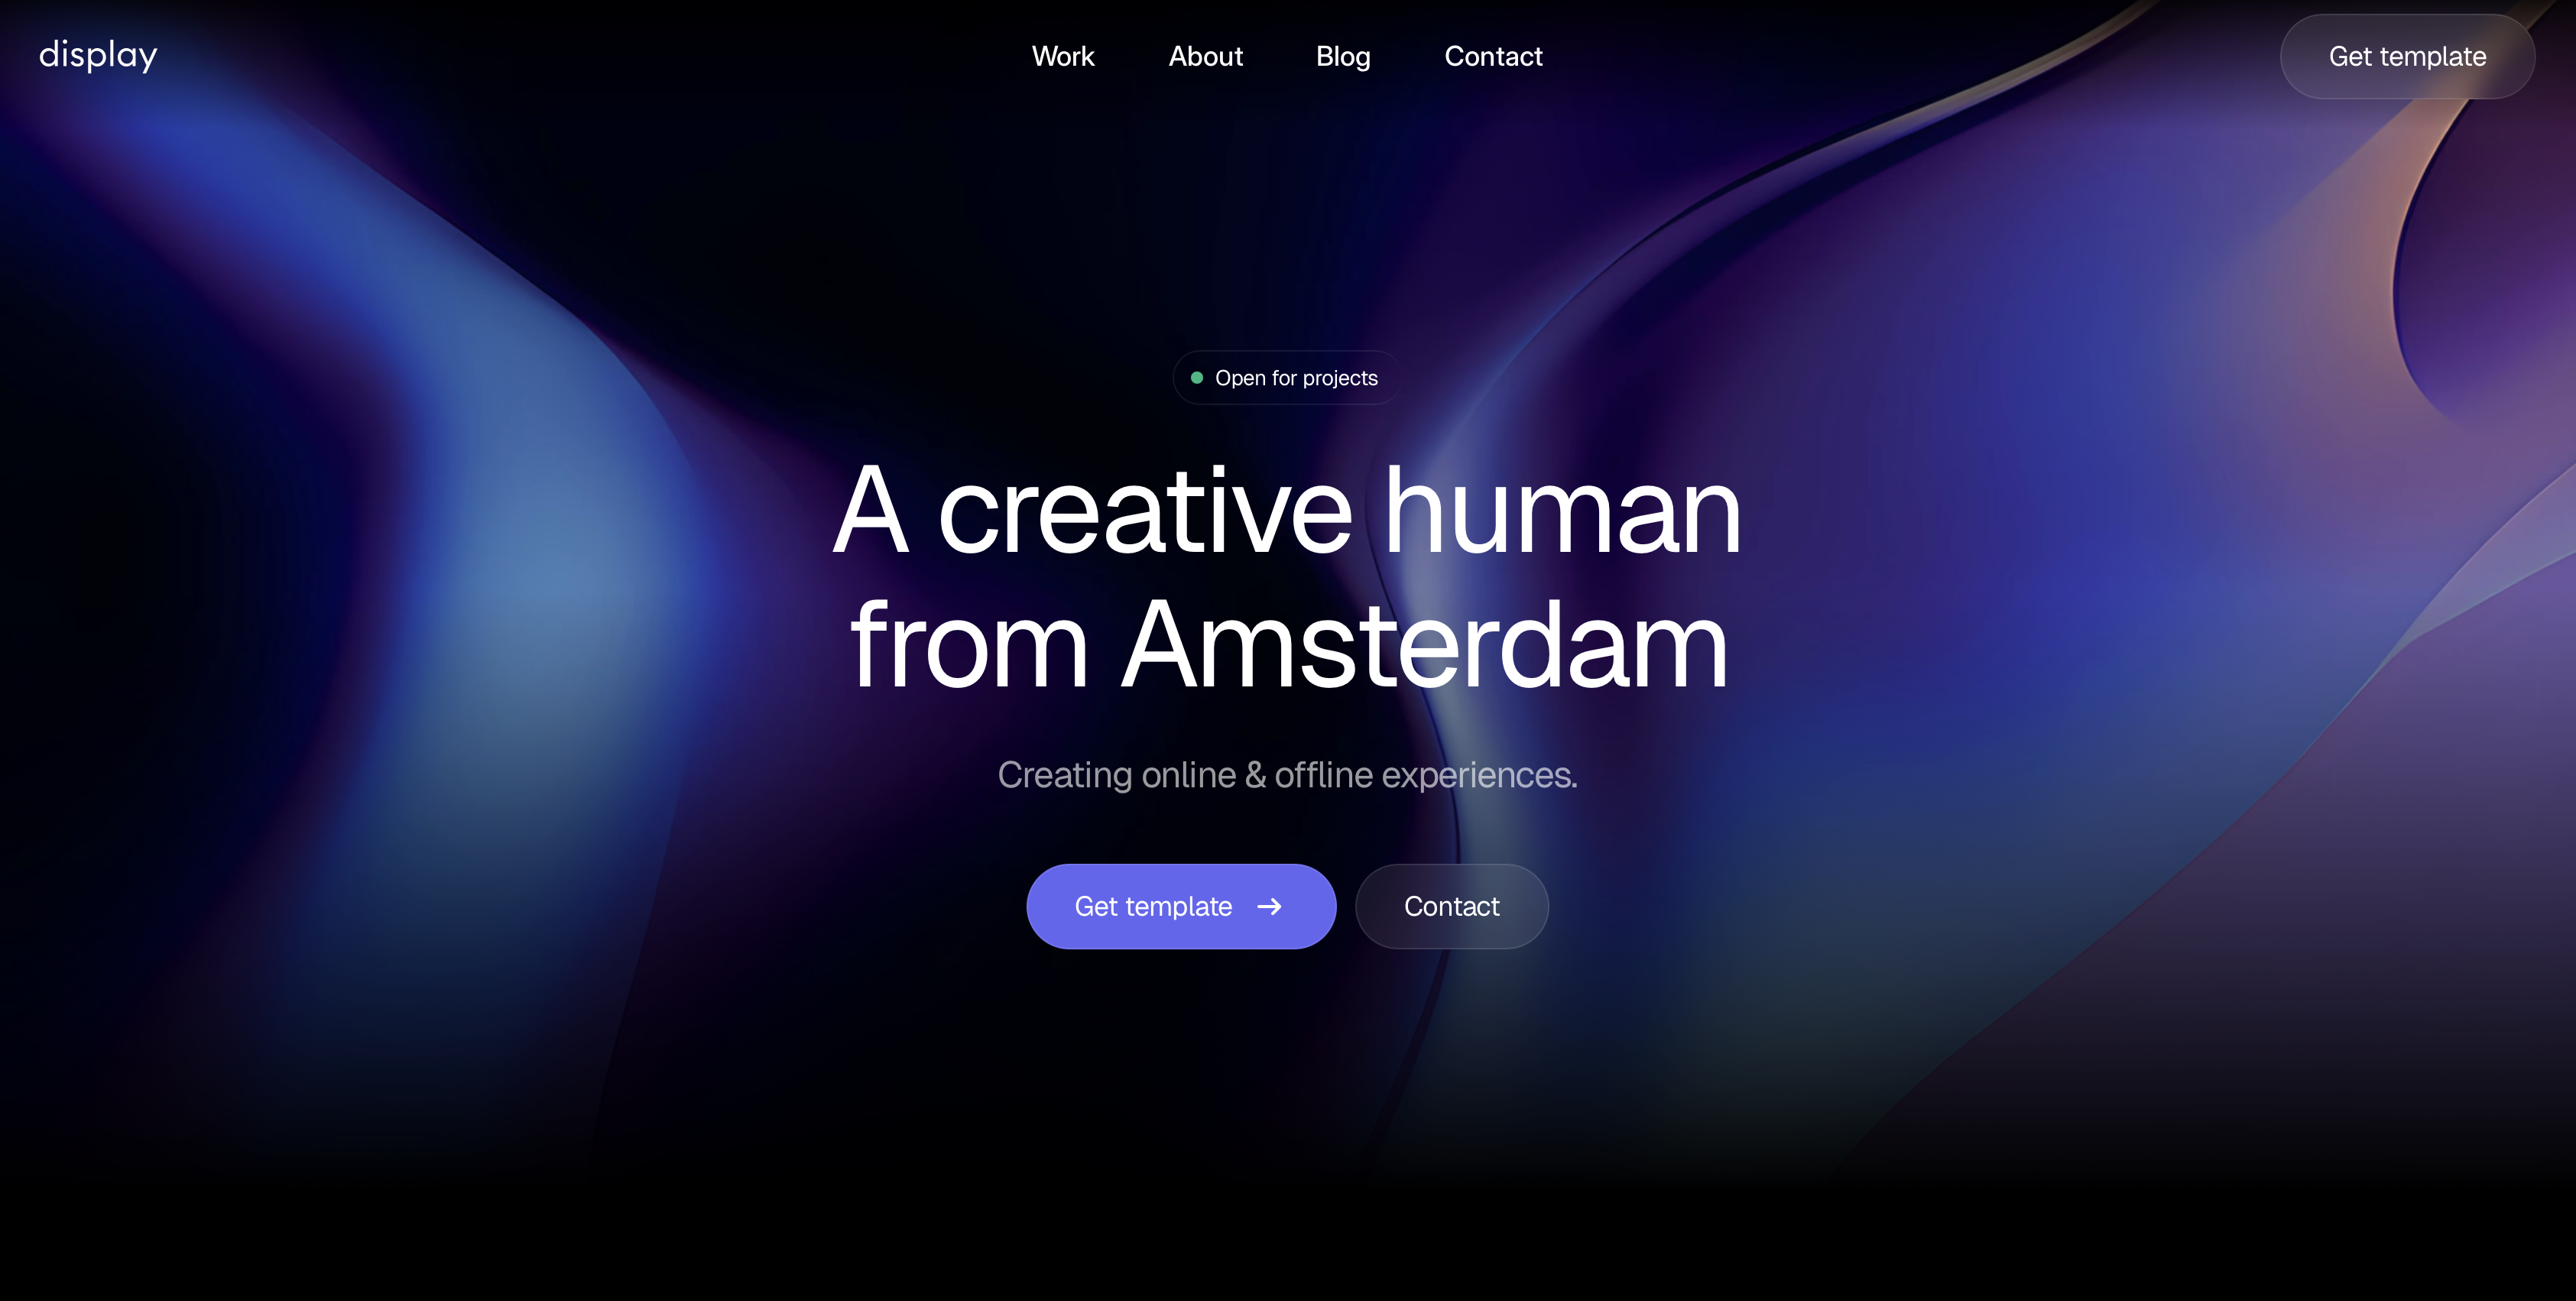 display
Work
About
Blog
Contact
Get template
Open for projects
A creative human
from Amsterdam
Creating online & offline experiences.
Get template
Contact